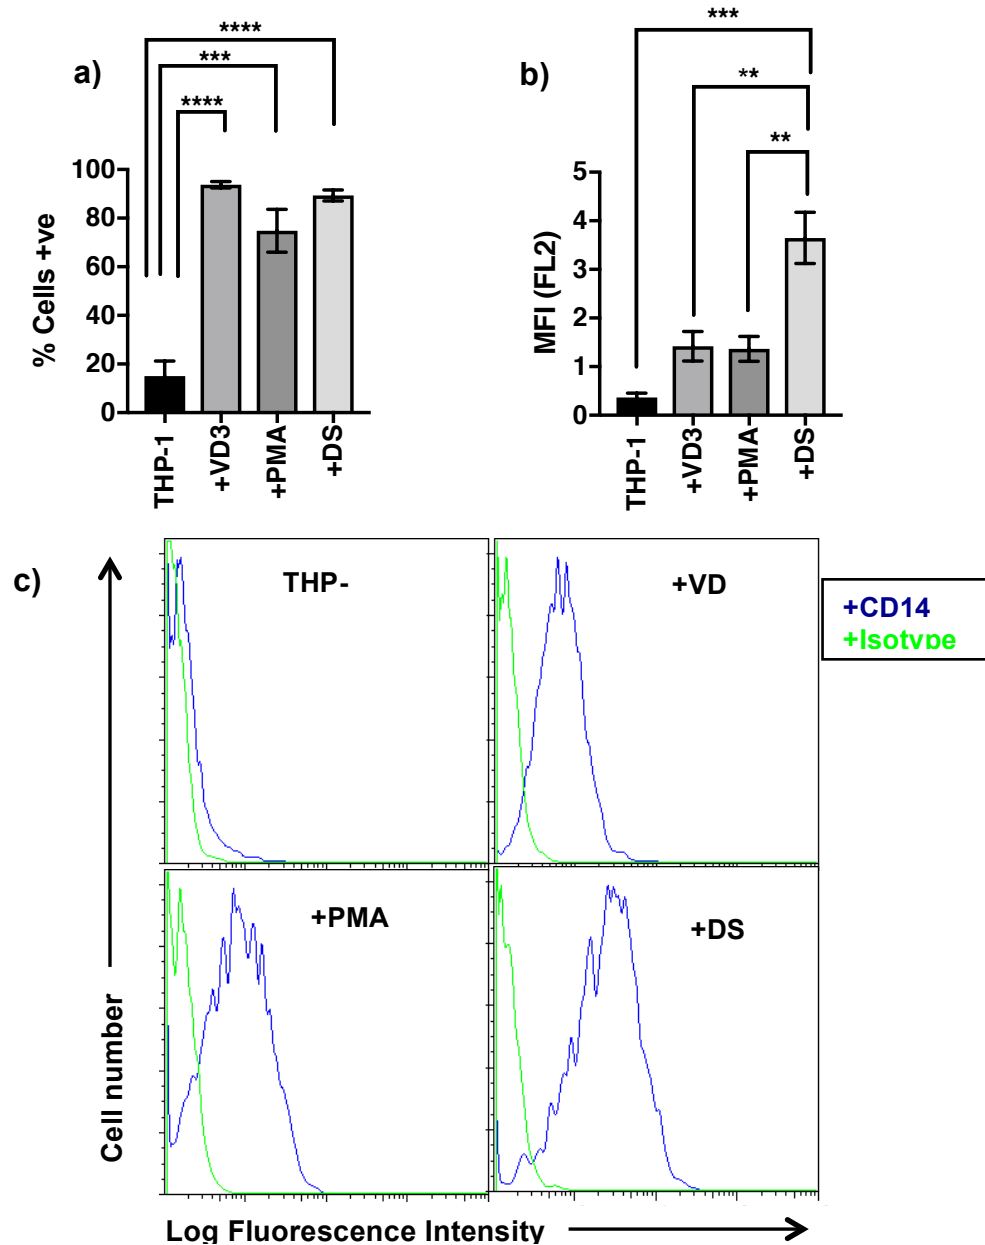 a)
****
***
****
% Cells +ve
100
80
60
40
20
0
THP-1
+VD3
+PMA
+DS
b)
***
**
**
MFI (FL2)
5
4
3
2
1
0
THP-1
+VD3
+PMA
+DS
c)
THP-
+VD
+CD14
+Isotype
+PMA
+DS
Cell number
Log Fluorescence Intensity